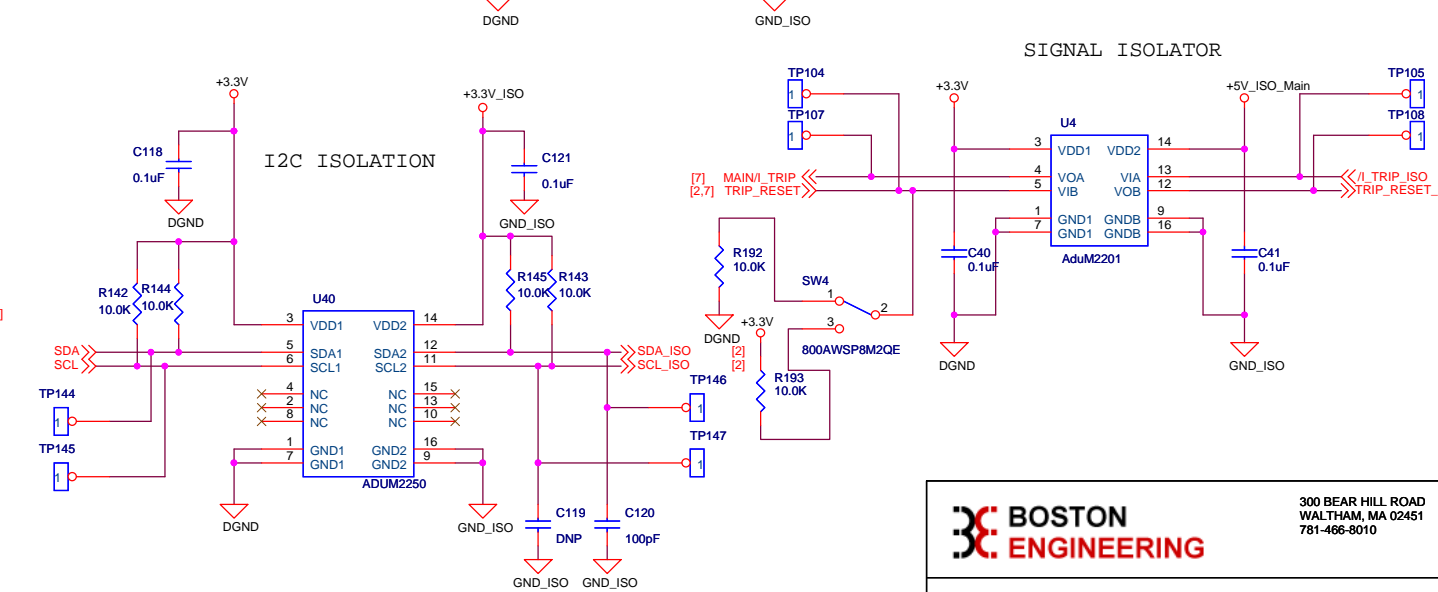 DGND
GND_ISO
SIGNAL ISOLATOR
+3.3V
C118
0.1uF
DGND
I2C ISOLATION
+3.3V_ISO
C121
0.1uF
GND_ISO
R142
10.0K
R144
10.0K
R145
10.0K
R143
10.0K
U40
3 VDD1 VDD2 14
SDA 5 SDA1 SDA2 12 SDA_ISO [2]
SCL 6 SCL1 SCL2 11 SCL_ISO [2]
4 NC NC 15
2 NC NC 13
8 NC NC 10
1 GND1 GND2 16
7 GND1 GND2 9
ADUM2250
TP144
1
TP145
1
DGND
GND_ISO
TP146
1
TP147
1
C119
DNP
C120
100pF
GND_ISO
GND_ISO
TP104
1
TP107
1
+3.3V
+5V_ISO_Main
TP105
1
TP108
1
U4
3 VDD1 VDD2 14
[7] MAIN/I_TRIP 4 VOA VIA 13 /I_TRIP_ISO
[2,7] TRIP_RESET 5 VIB VOB 12 TRIP_RESET_
1 GND1 GNDB 9
7 GND1 GNDB 16
AduM2201
C40
0.1uF
C41
0.1uF
DGND
GND_ISO
R192
10.0K
DGND
SW4
1
2
3
800AWSP8M2QE
+3.3V
R193
10.0K
]
BOSTON
ENGINEERING
300 BEAR HILL ROAD
WALTHAM, MA 02451
781-466-8010